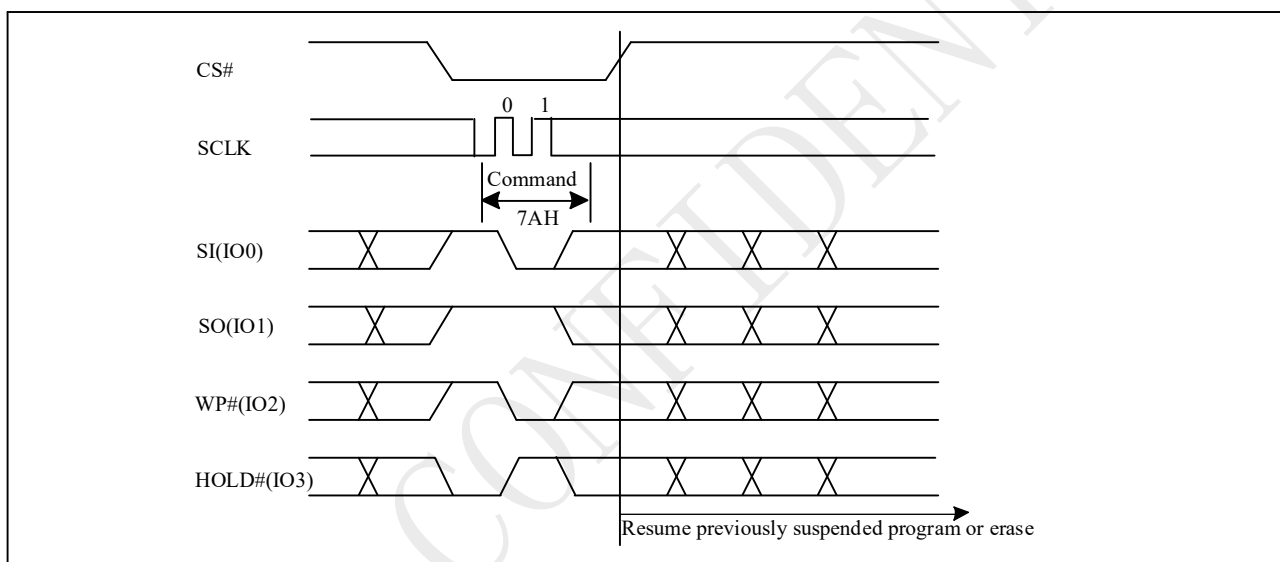 CS#
0 1
SCLK
Command
7AH
SI(IO0)
SO(IO1)
WP#(IO2)
HOLD#(IO3)
Resume previously suspended program or erase
CONFIDENT